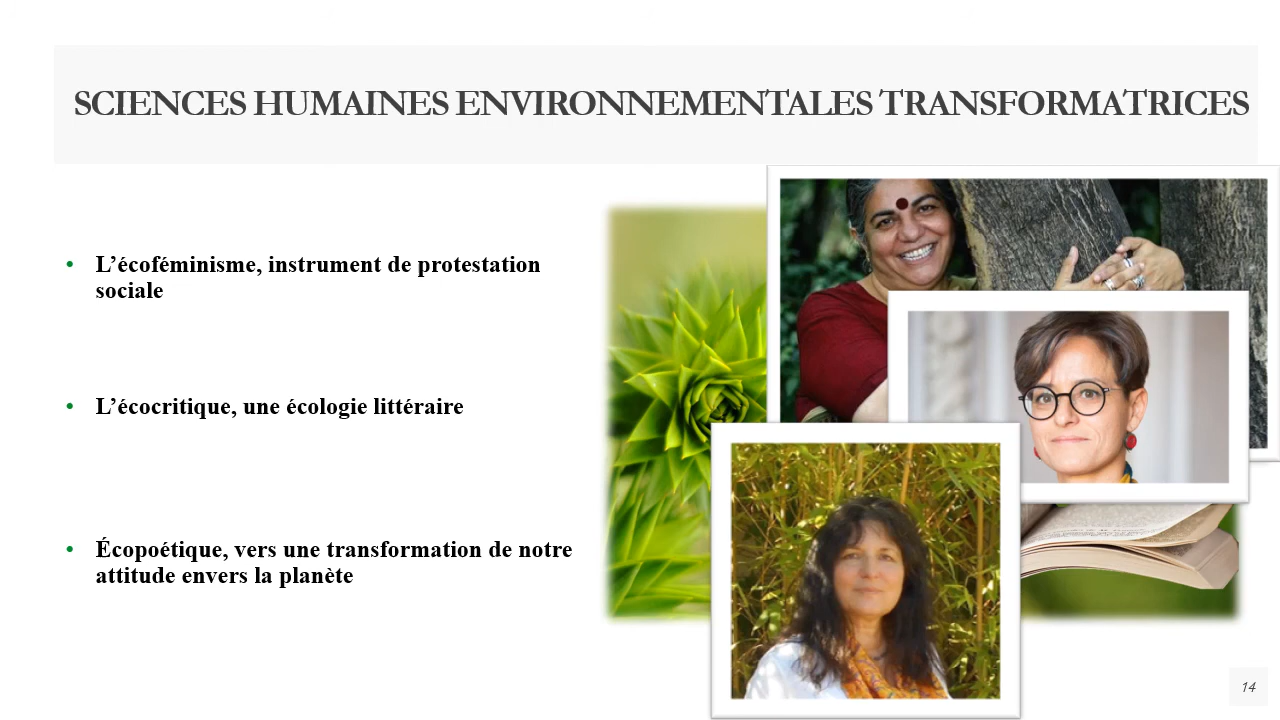 SCIENCES HUMAINES ENVIRONNEMENTALES TRANSFORMATRICES
• L’écoféminisme, instrument de protestation
sociale
• L’écocritique, une écologie littéraire
• Écopoétique, vers une transformation de notre
attitude envers la planète
14